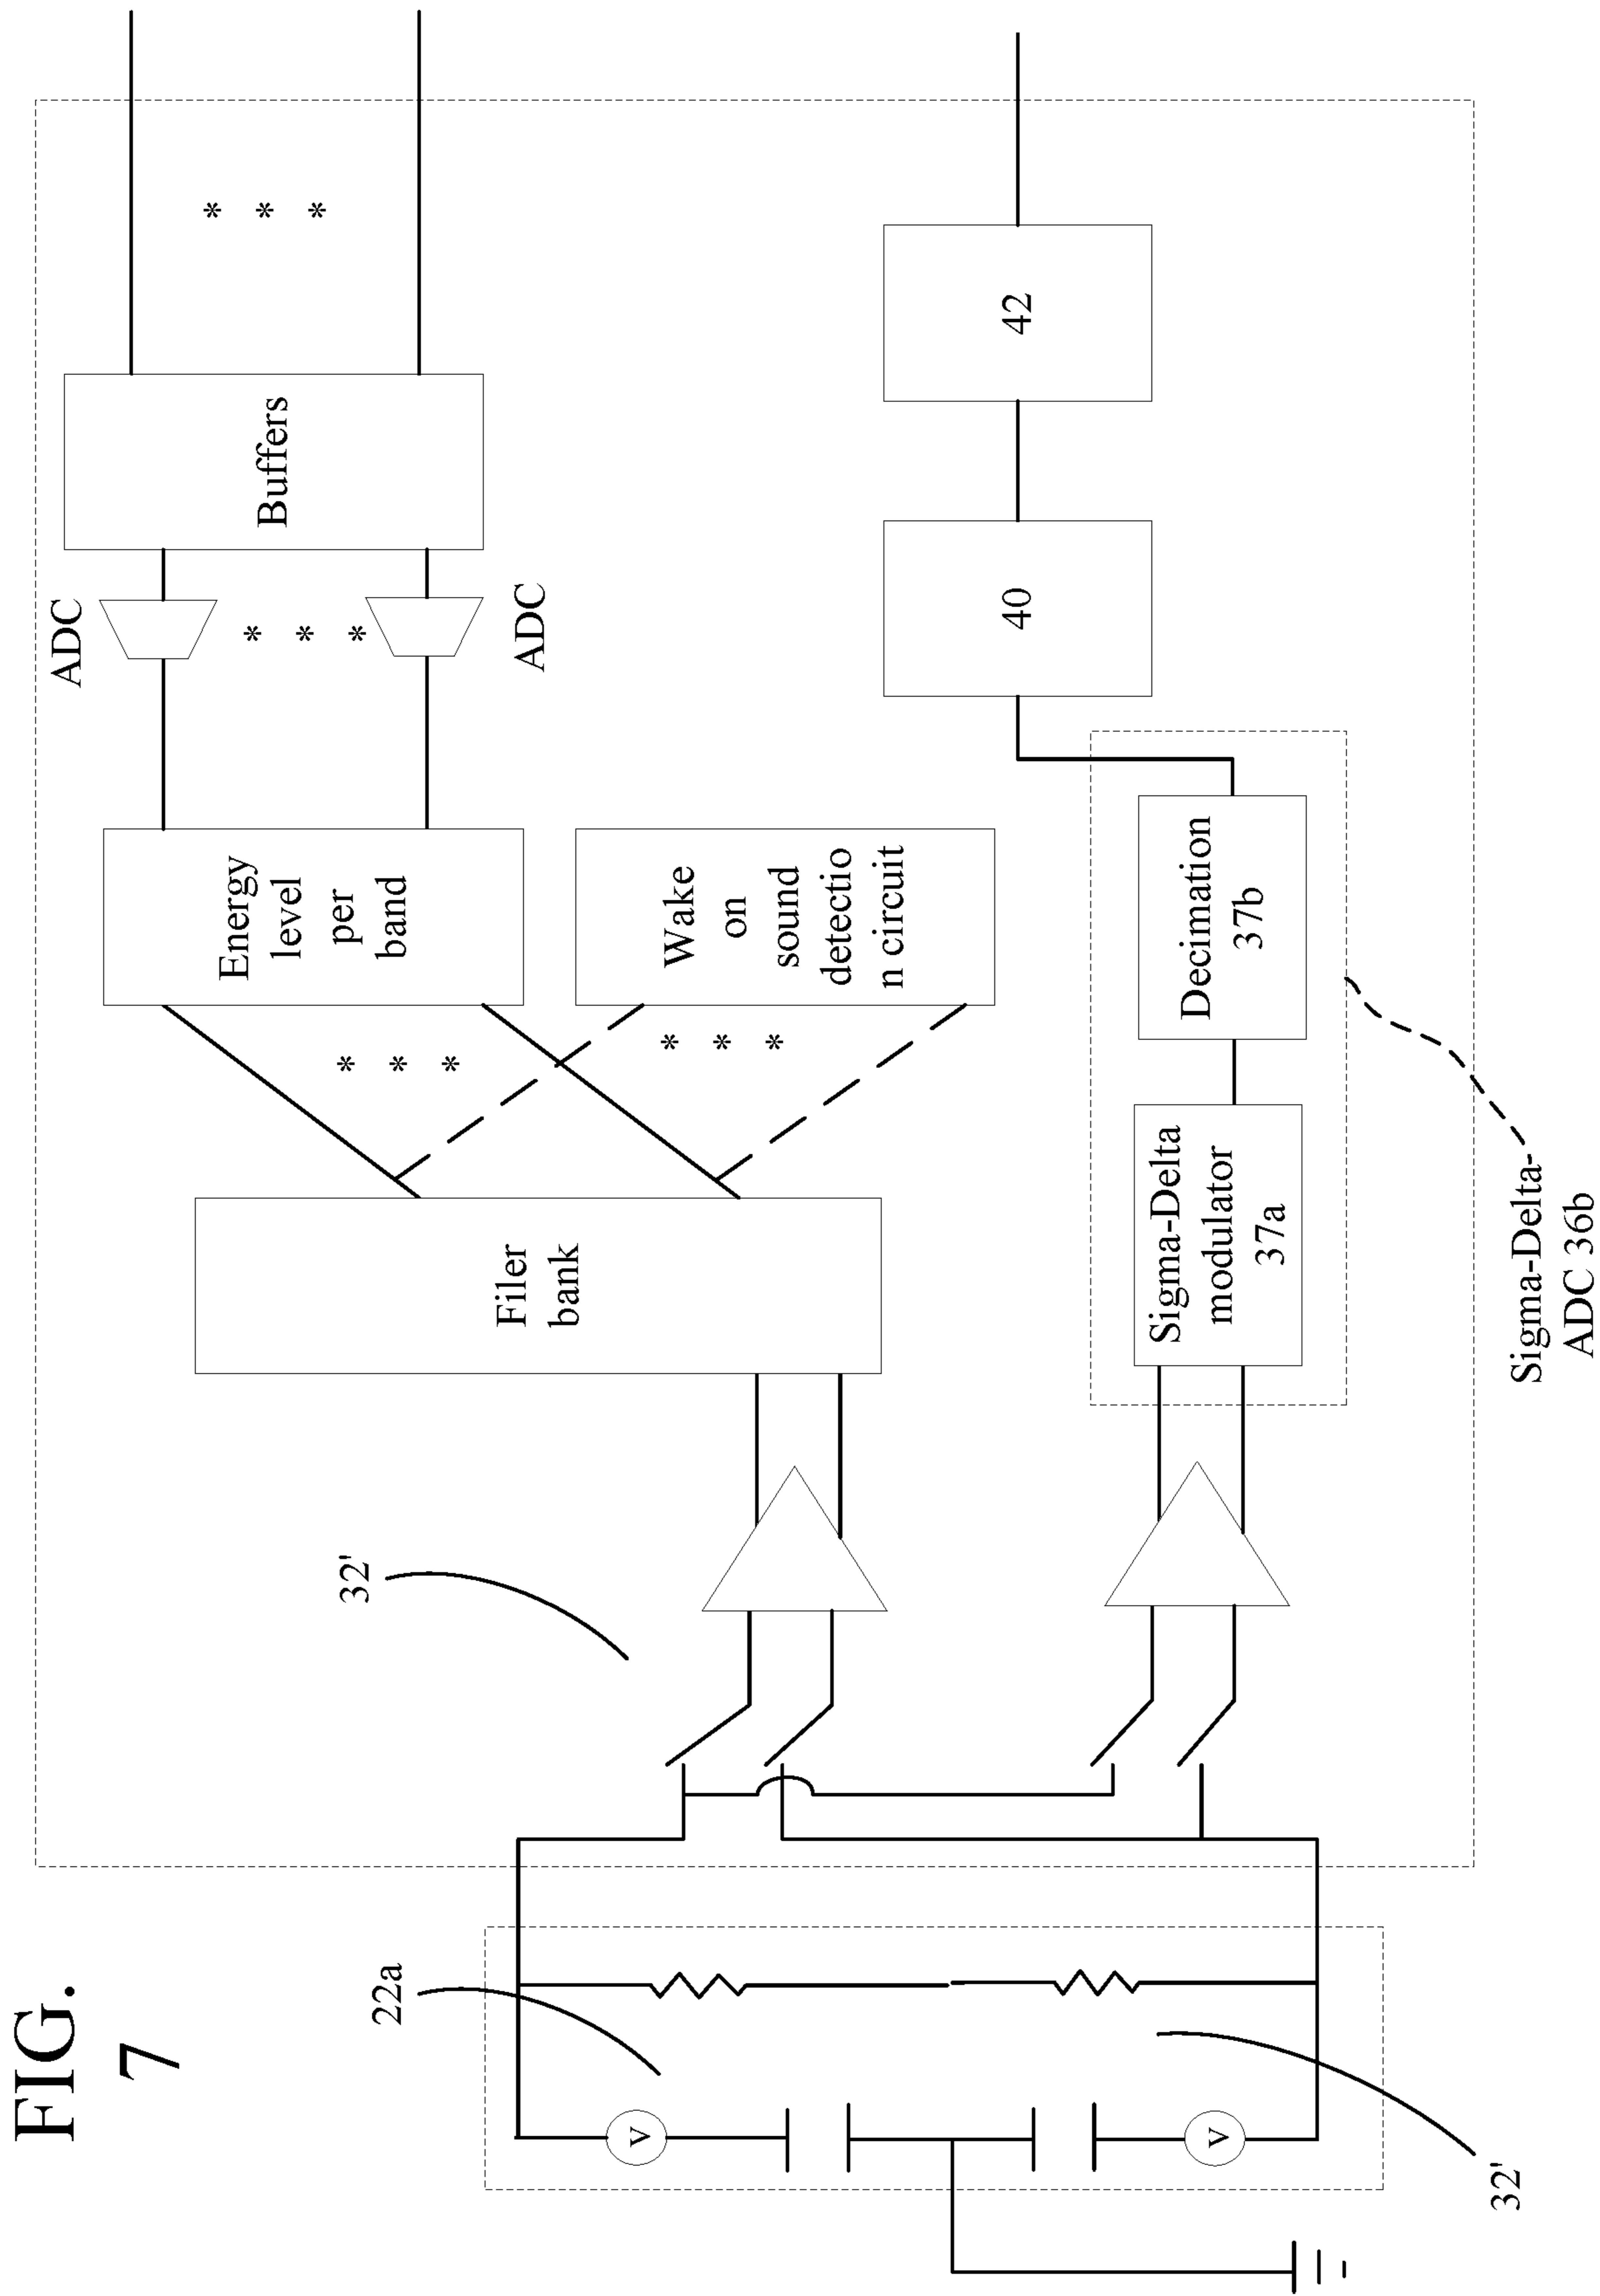 FIG.
7
22a
32'
32'
Filer
bank
Energy
level
per
band
ADC
* * *
ADC
Buffers
* * *
* * *
* * *
Wake
on
sound
detectio
n circuit
Sigma-Delta
modulator
37a
Decimation
37b
40
42
Sigma-Delta-
ADC 36b
V
V